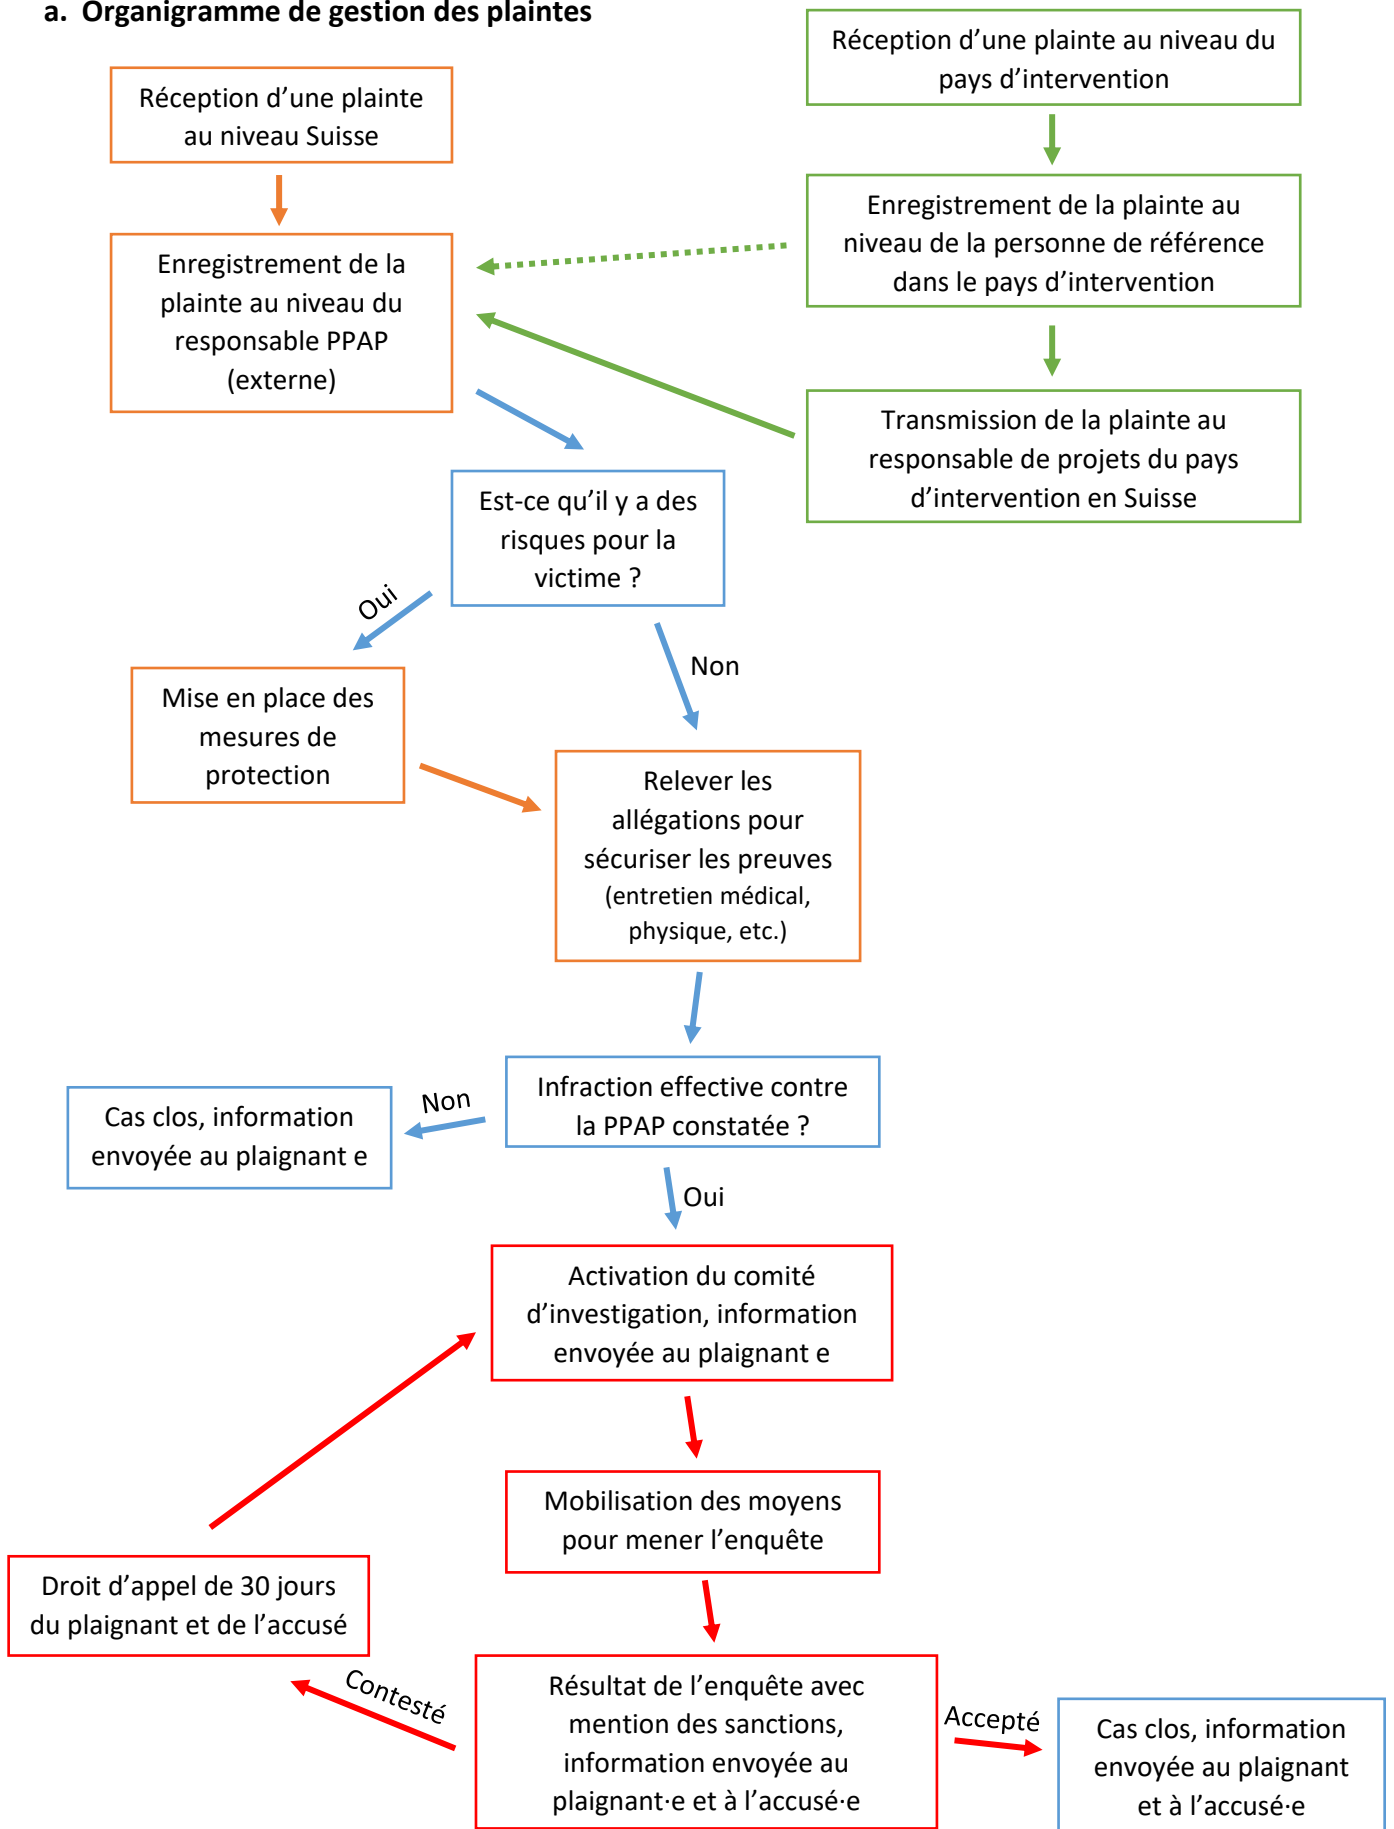 a. Organigramme de gestion des plaintes
Réception d’une plainte au niveau du
pays d’intervention
Réception d’une plainte
au niveau Suisse
Enregistrement de la plainte au
niveau de la personne de référence
dans le pays d’intervention
Enregistrement de la
plainte au niveau du
responsable PPAP
(externe)
Transmission de la plainte au
responsable de projets du pays
d’intervention en Suisse
Est-ce qu’il y a des
risques pour la
victime ?
Oui
Non
Mise en place des
mesures de
protection
Relever les
allégations pour
sécuriser les preuves
(entretien médical,
physique, etc.)
Infraction effective contre
la PPAP constatée ?
Non
Cas clos, information
envoyée au plaignant e
Oui
Activation du comité
d’investigation, information
envoyée au plaignant e
Mobilisation des moyens
pour mener l’enquête
Droit d’appel de 30 jours
du plaignant et de l’accusé
Contesté
Résultat de l’enquête avec
mention des sanctions,
information envoyée au
plaignant·e et à l’accusé·e
Accepté
Cas clos, information
envoyée au plaignant
et à l’accusé·e